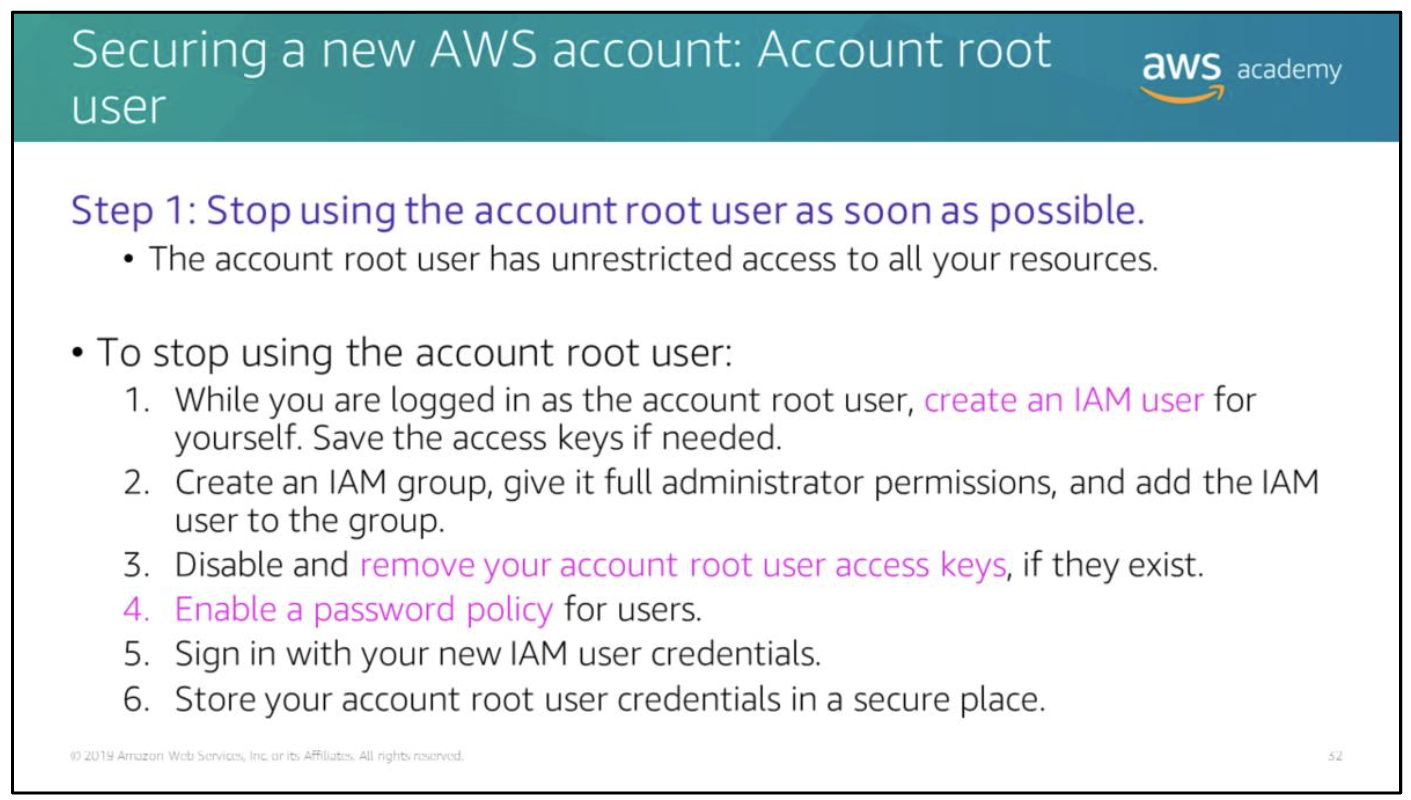 Securing a new AWS account: Account root
user
aws academy
Step 1: Stop using the account root user as soon as possible.
• The account root user has unrestricted access to all your resources.
• To stop using the account root user:
1. While you are logged in as the account root user, create an IAM user for
yourself. Save the access keys if needed.
2. Create an IAM group, give it full administrator permissions, and add the IAM
user to the group.
3. Disable and remove your account root user access keys, if they exist.
4. Enable a password policy for users.
5. Sign in with your new IAM user credentials.
6. Store your account root user credentials in a secure place.
© 2019 Amazon Web Services, Inc. or its Affiliates. All rights reserved.
32